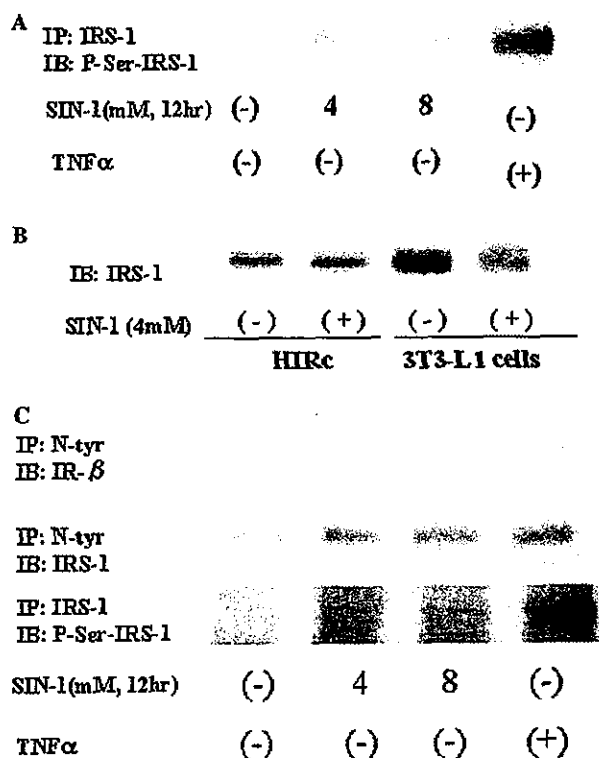 A
IP: IRS-1
IB: P-Ser-IRS-1
SIN-1(mM, 12hr) (-) 4 8 (-)
TNFα (-) (-) (-) (+)
B
IB: IRS-1
SIN-1 (4mM) (-) (+) (-) (+)
HIRc 3T3-L1 cells
C
IP: N-tyr
IB: IR-β
IP: N-tyr
IB: IRS-1
IP: IRS-1
IB: P-Ser-IRS-1
SIN-1(mM, 12hr) (-) 4 8 (-)
TNFα (-) (-) (-) (+)